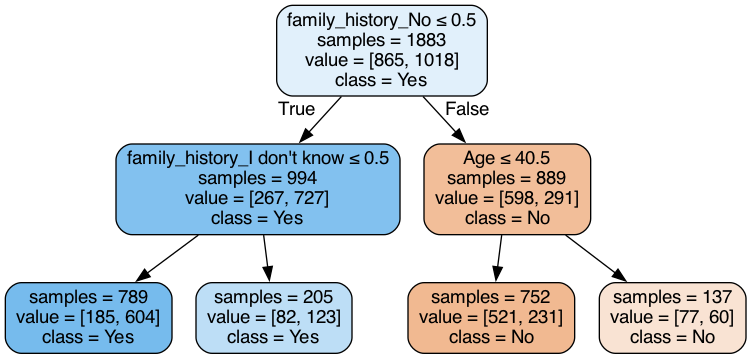 family_history_No ≤ 0.5
samples = 1883
value = [865, 1018]
class = Yes
True
False
family_history_I don't know ≤ 0.5
samples = 994
value = [267, 727]
class = Yes
Age ≤ 40.5
samples = 889
value = [598, 291]
class = No
samples = 789
value = [185, 604]
class = Yes
samples = 205
value = [82, 123]
class = Yes
samples = 752
value = [521, 231]
class = No
samples = 137
value = [77, 60]
class = No